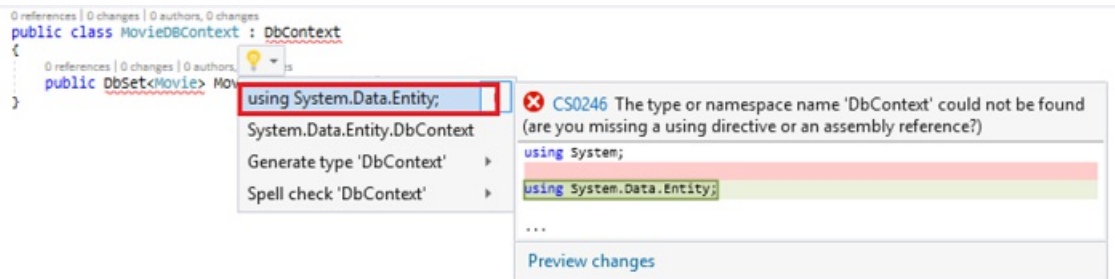 0 references | 0 changes | 0 authors, 0 changes
public class MovieDBContext : DbContext
{
0 references | 0 changes | 0 authors,
public DbSet<Movie> Mov
}
using System.Data.Entity;
System.Data.Entity.DbContext
Generate type 'DbContext'
Spell check 'DbContext'
CS0246 The type or namespace name 'DbContext' could not be found
(are you missing a using directive or an assembly reference?)
using System;
using System.Data.Entity;
...
Preview changes